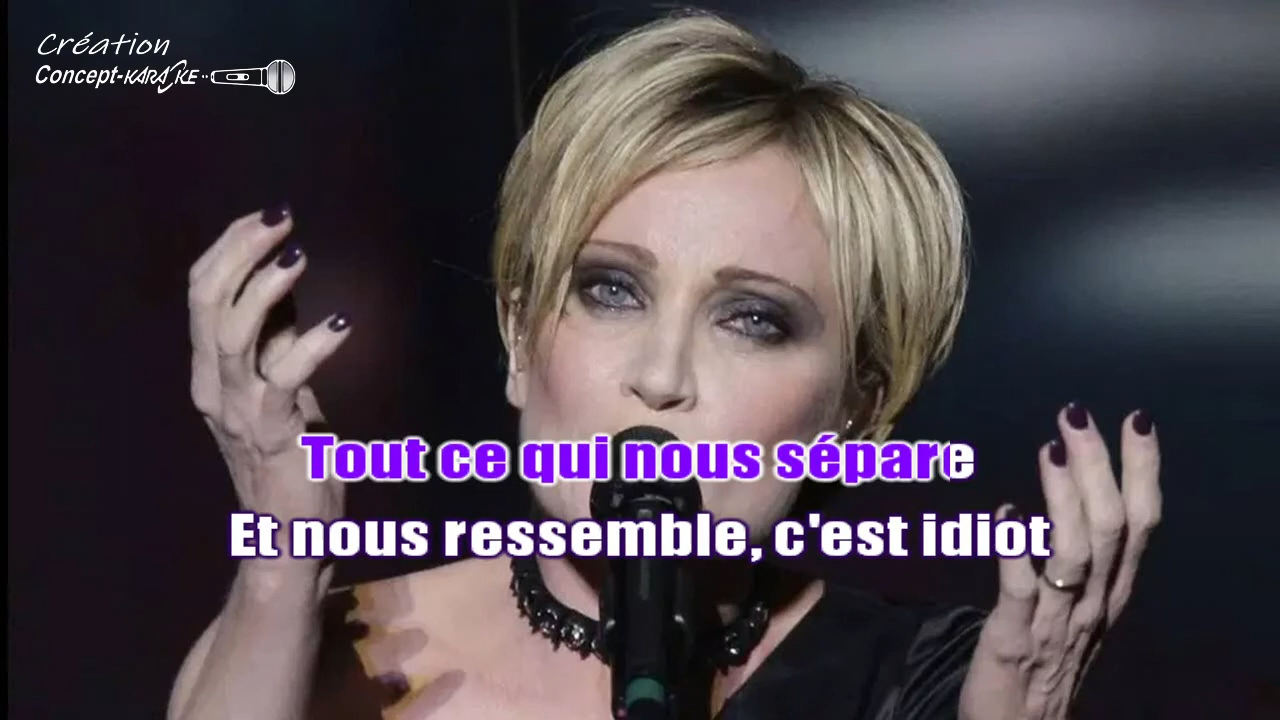 Création
Concept-KARAOKE
Tout ce qui nous sépare
Et nous ressemble, c'est idiot